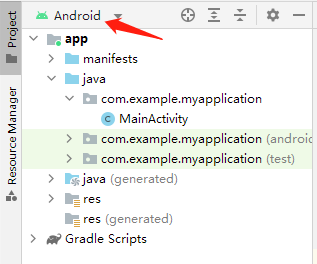 Project
Resource Manager
Android
app
manifests
java
com.example.myapplication
MainActivity
com.example.myapplication (android
com.example.myapplication (test)
java (generated)
res
res (generated)
Gradle Scripts